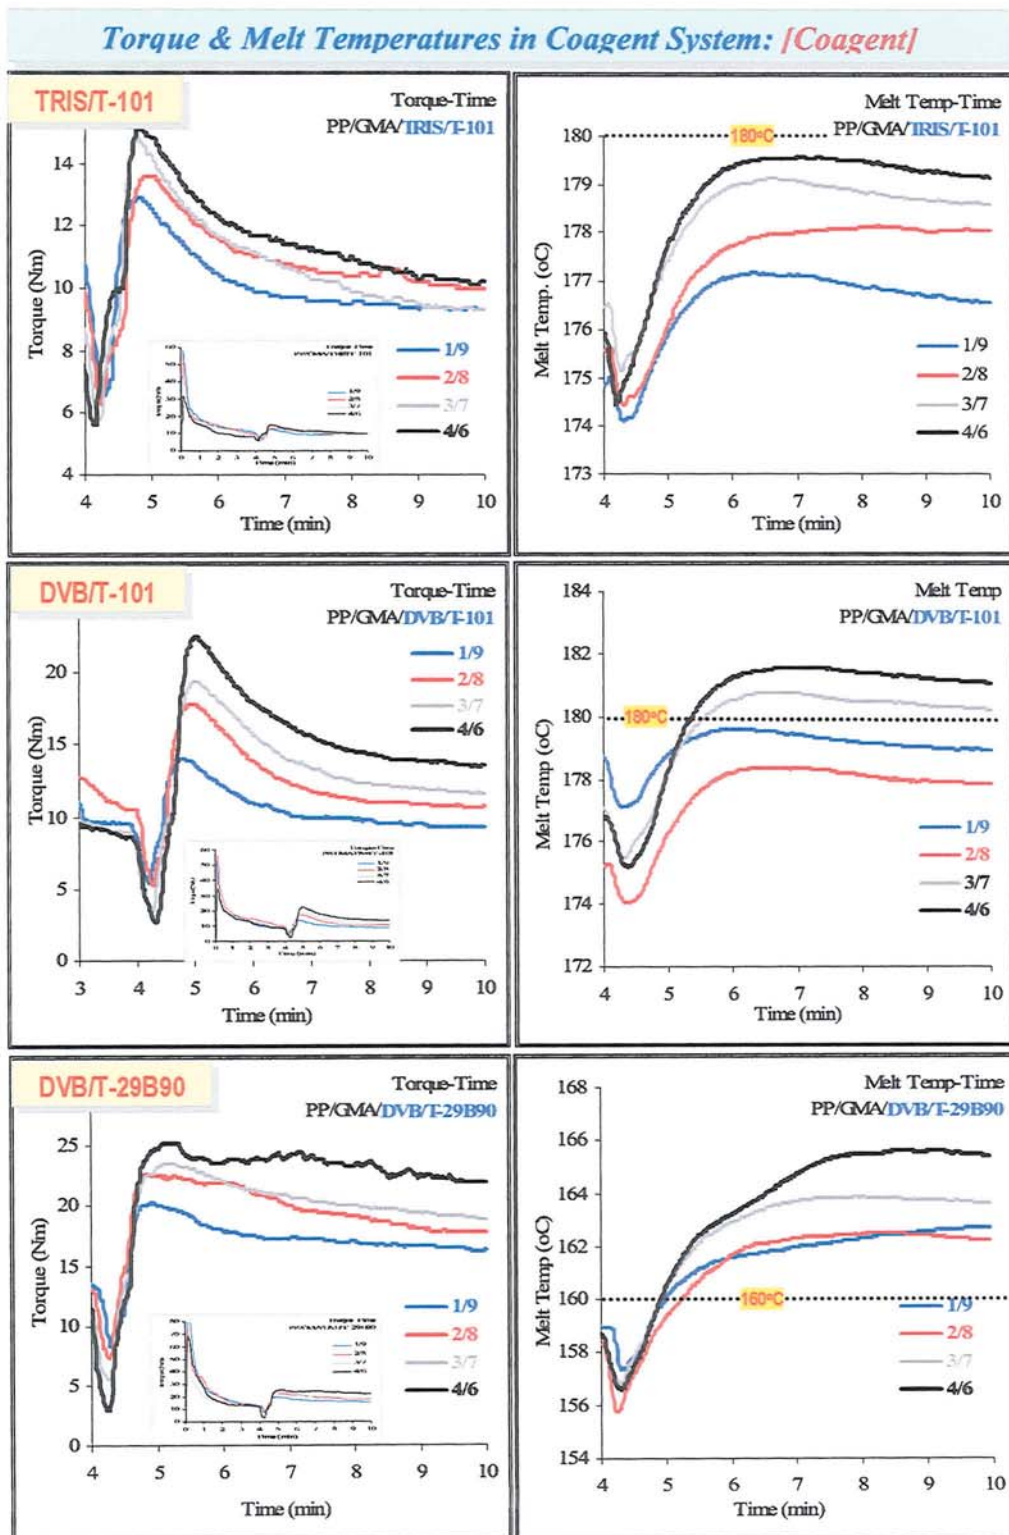 Torque & Melt Temperatures in Coagent System: [Coagent]
TRIS/T-101
Torque-Time
PP/GMA/TRIS/T-101
14
12
10
8
6
4
Torque (Nm)
1/9
2/8
3/7
4/6
4 5 6 7 8 9 10
Time (min)
Melt Temp-Time
PP/GMA/TRIS/T-101
180°C
180
179
178
177
176
175
174
173
Melt Temp. (oC)
1/9
2/8
3/7
4/6
4 5 6 7 8 9 10
Time (min)
DVB/T-101
Torque-Time
PP/GMA/DVB/T-101
20
15
10
5
0
Torque (Nm)
1/9
2/8
3/7
4/6
3 4 5 6 7 8 9 10
Time (min)
Melt Temp
PP/GMA/DVB/T-101
180°C
184
182
180
178
176
174
172
Melt Temp (oC)
1/9
2/8
3/7
4/6
4 5 6 7 8 9 10
Time (min)
DVB/T-29B90
Torque-Time
PP/GMA/DVB/T-29B90
25
20
15
10
5
0
Torque (Nm)
1/9
2/8
3/7
4/6
4 5 6 7 8 9 10
Time (min)
Melt Temp-Time
PP/GMA/DVB/T-29B90
168
166
164
162
160
158
156
154
Melt Temp (oC)
160°C
1/9
2/8
3/7
4/6
4 5 6 7 8 9 10
Time (min)